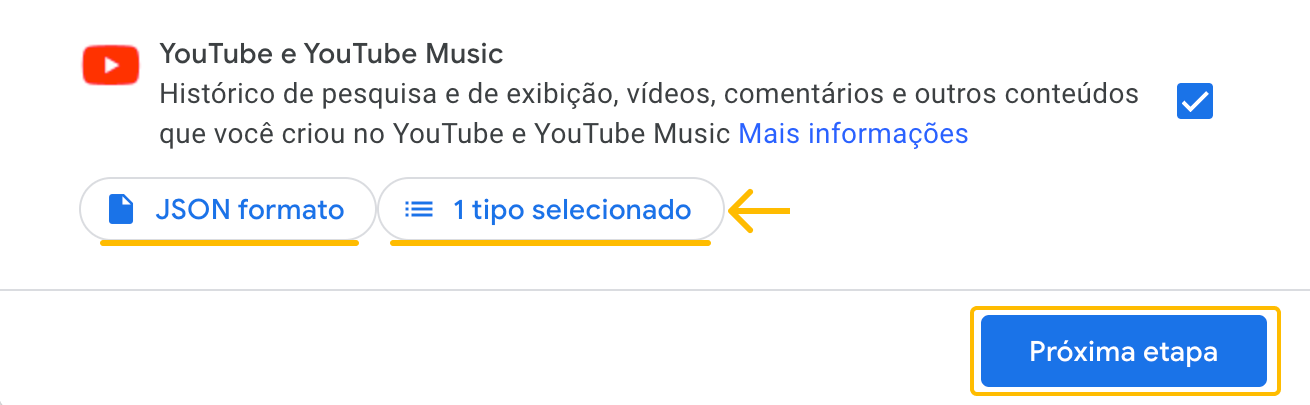 YouTube e YouTube Music
Histórico de pesquisa e de exibição, vídeos, comentários e outros conteúdos
que você criou no YouTube e YouTube Music Mais informações
JSON formato 1 tipo selecionado
Próxima etapa